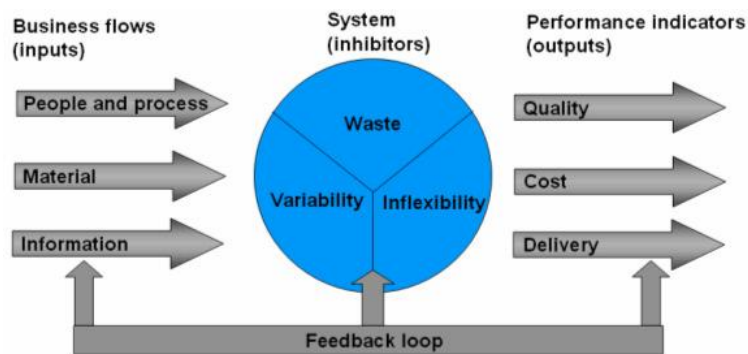 Business flows
(inputs)
System
(inhibitors)
Performance indicators
(outputs)
People and process
Material
Information
Waste
Variability
Inflexibility
Quality
Cost
Delivery
Feedback loop